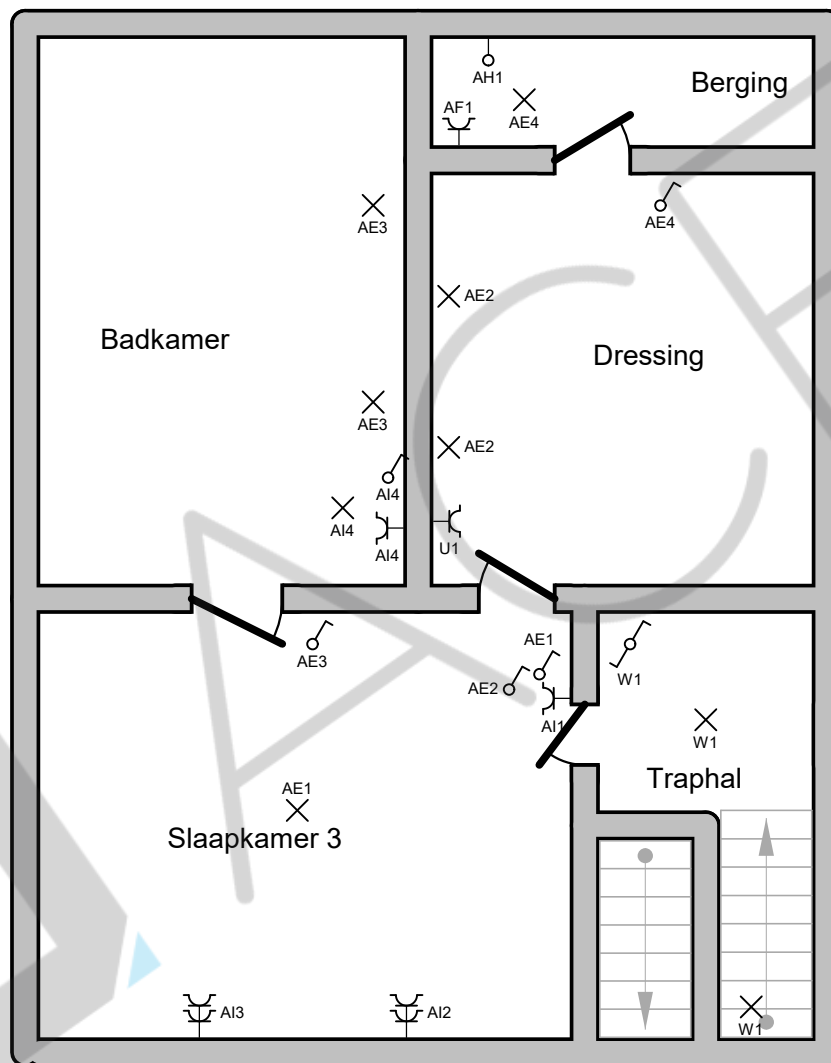 AH1
Berging
AF1
AE4
AE3
AE4
AE2
Badkamer
Dressing
AE3
AE2
AI4
AI4
AI4
U1
AE3
AE1
AE2
W1
AI1
W1
Traphal
AE1
Slaapkamer 3
AI3
AI2
W1